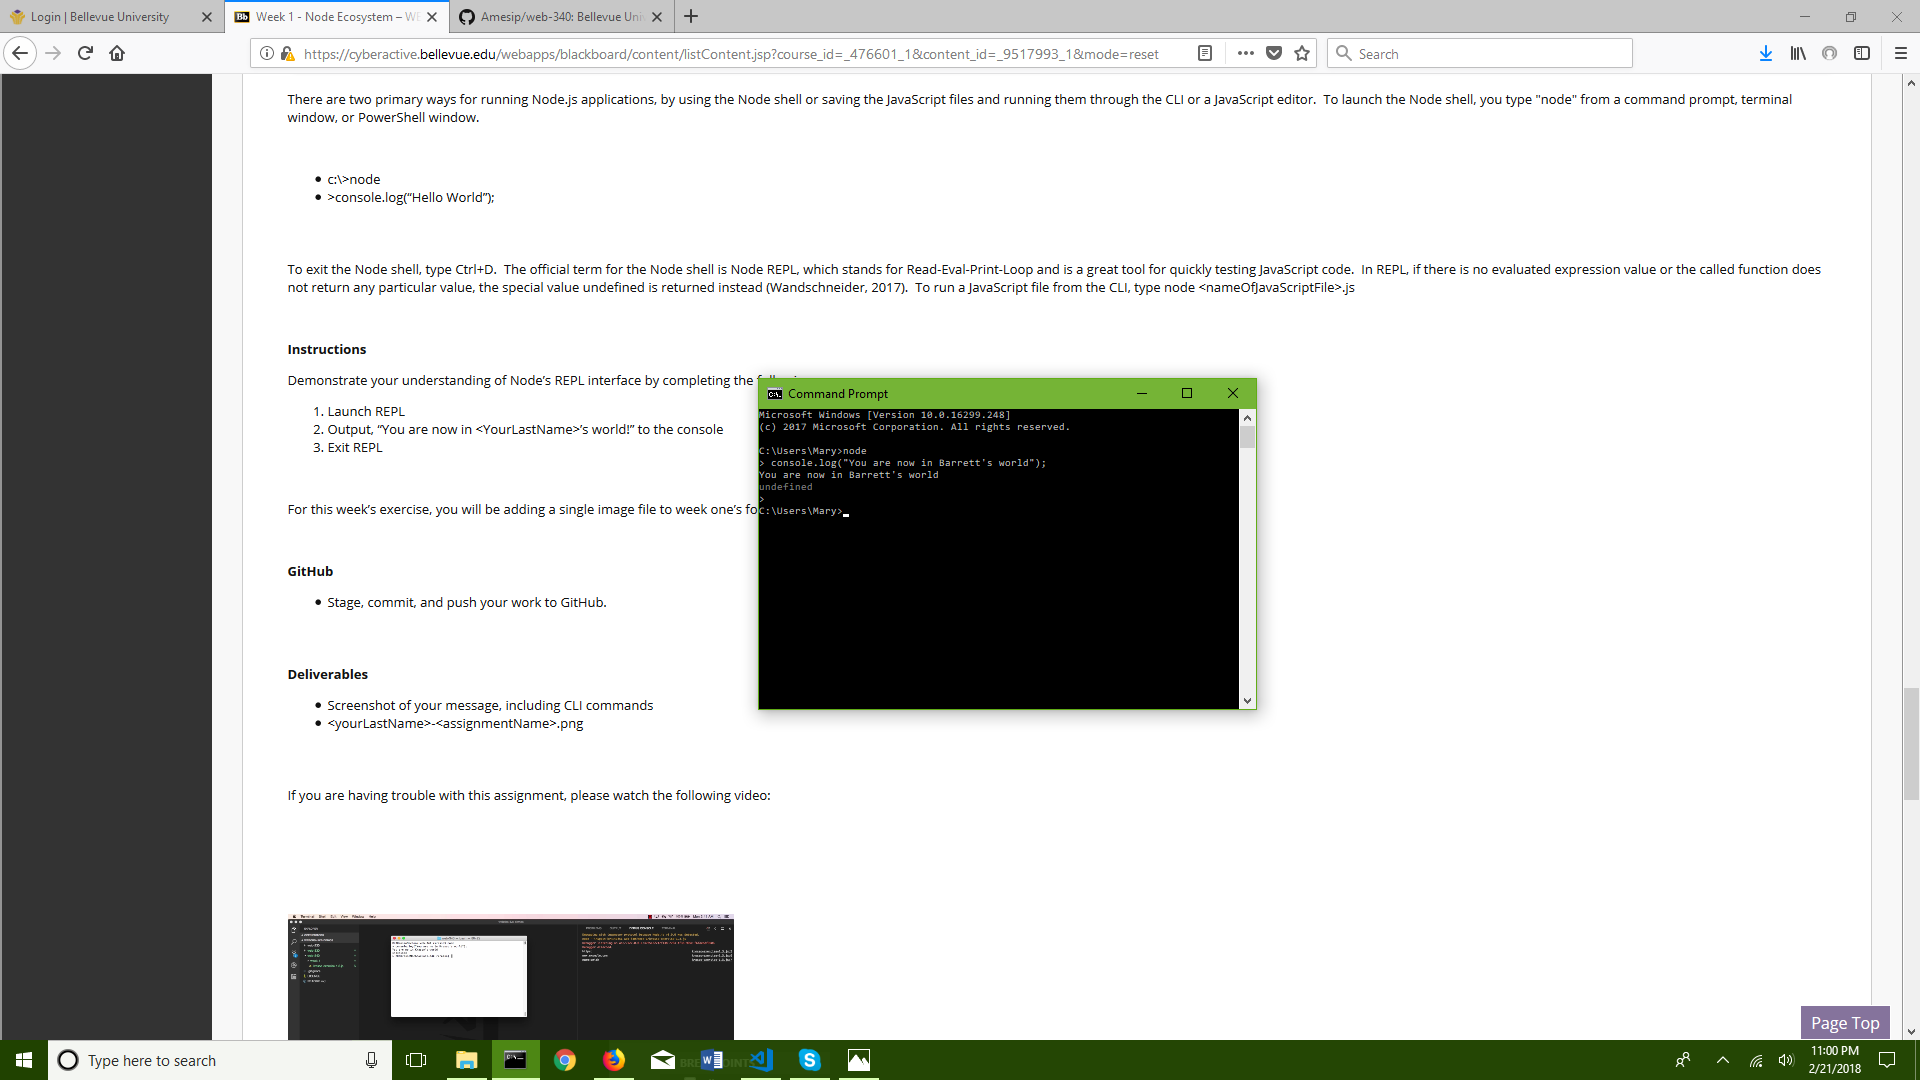 Login | Bellevue University
Week 1 - Node Ecosystem – WE
Amesip/web-340: Bellevue Uni
https://cyberactive.bellevue.edu/webapps/blackboard/content/listContent.jsp?course_id=_476601_1&content_id=_9517993_1&mode=reset
Search
There are two primary ways for running Node.js applications, by using the Node shell or saving the JavaScript files and running them through the CLI or a JavaScript editor.  To launch the Node shell, you type "node" from a command prompt, terminal
window, or PowerShell window.
c:\>node
>console.log(“Hello World”);
To exit the Node shell, type Ctrl+D.  The official term for the Node shell is Node REPL, which stands for Read-Eval-Print-Loop and is a great tool for quickly testing JavaScript code.  In REPL, if there is no evaluated expression value or the called function does
not return any particular value, the special value undefined is returned instead (Wandschneider, 2017).  To run a JavaScript file from the CLI, type node <nameOfJavaScriptFile>.js
Instructions
Demonstrate your understanding of Node’s REPL interface by completing the
1. Launch REPL
2. Output, “You are now in <YourLastName>’s world!” to the console
3. Exit REPL
For this week’s exercise, you will be adding a single image file to week one’s fo
GitHub
Stage, commit, and push your work to GitHub.
Deliverables
Screenshot of your message, including CLI commands
<yourLastName>-<assignmentName>.png
If you are having trouble with this assignment, please watch the following video:
Command Prompt
Microsoft Windows [Version 10.0.16299.248]
(c) 2017 Microsoft Corporation. All rights reserved.
C:\Users\Mary>node
> console.log("You are now in Barrett's world");
You are now in Barrett's world
undefined
>
C:\Users\Mary>
Page Top
Type here to search
11:00 PM
2/21/2018